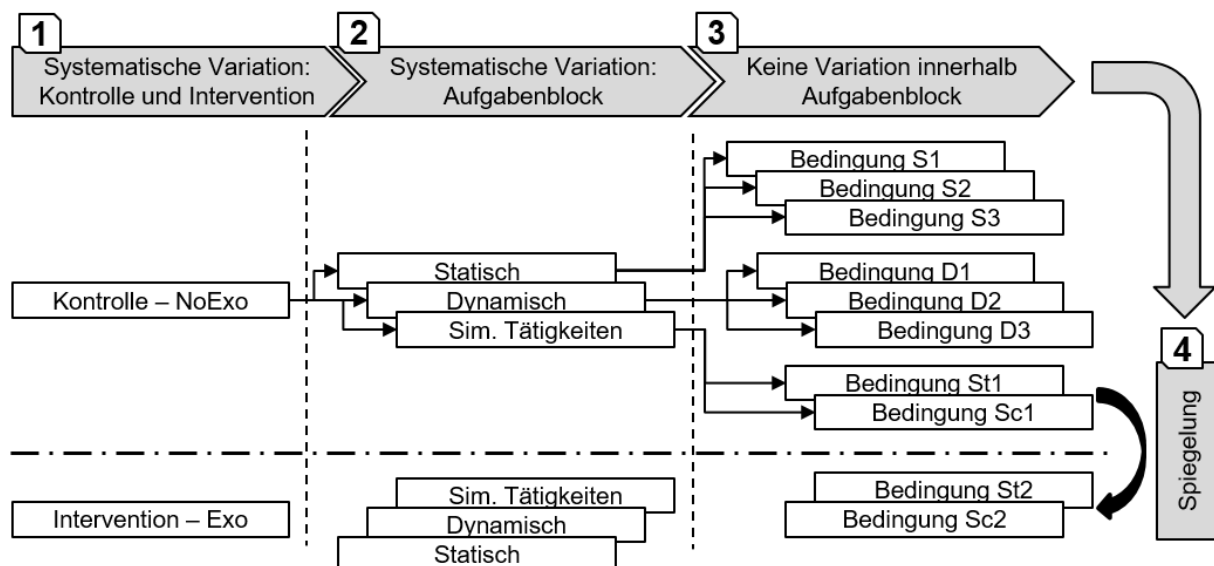 1
Systematische Variation:
Kontrolle und Intervention
2
Systematische Variation:
Aufgabenblock
3
Keine Variation innerhalb
Aufgabenblock
Bedingung S1
Bedingung S2
Bedingung S3
Kontrolle – NoExo
Statisch
Dynamisch
Sim. Tätigkeiten
Bedingung D1
Bedingung D2
Bedingung D3
Bedingung St1
Bedingung Sc1
4
Spiegelung
Intervention – Exo
Sim. Tätigkeiten
Dynamisch
Statisch
Bedingung St2
Bedingung Sc2